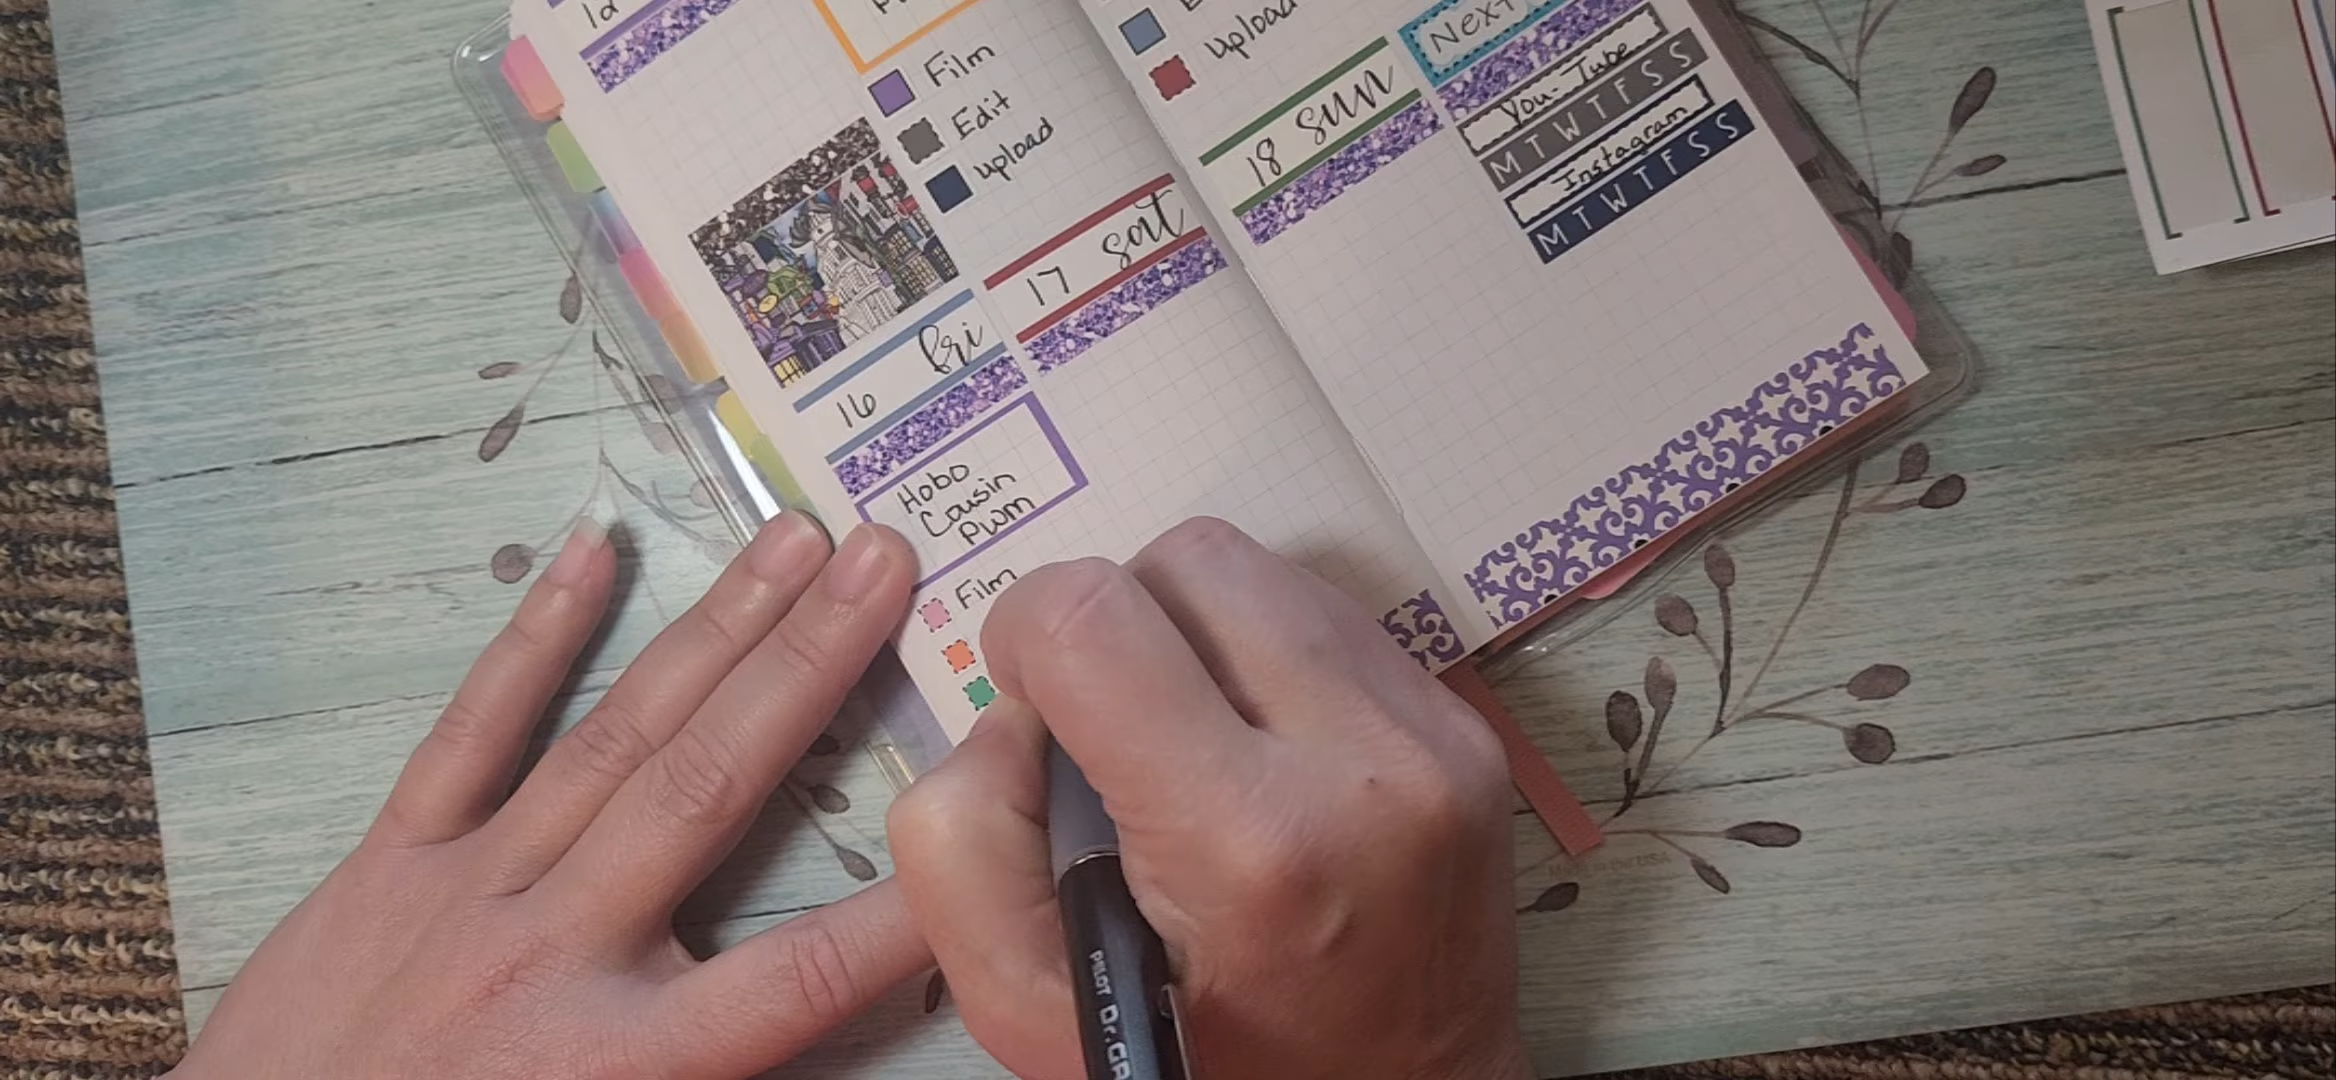 12
Film
Edit
upload
16 fri
Hobo
Cousin
PWM
Film
17 sat
upload
18 sun
Next
You-Tube
M T W T F S S
Instagram
M T W T F S S
PILOT Dr.